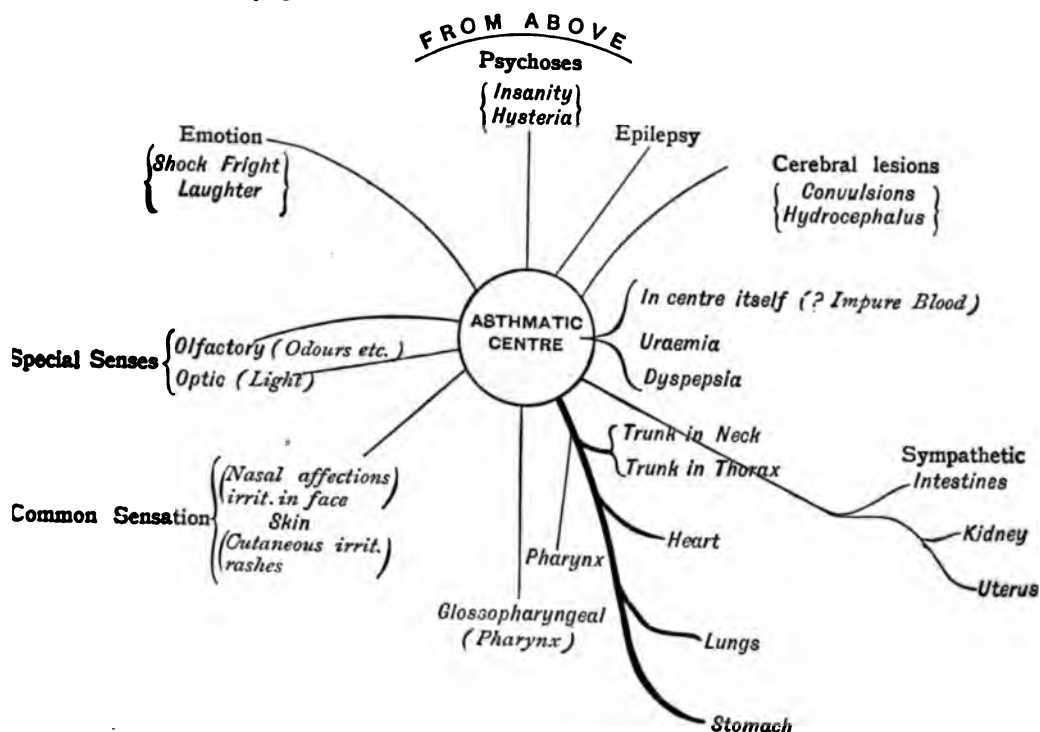 FROM ABOVE
Psychoses
Insanity
Hysteria
Emotion
Shock Fright
Laughter
Epilepsy
Cerebral lesions
Convulsions
Hydrocephalus
ASTHMATIC
CENTRE
In centre itself (? Impure Blood)
Uraemia
Dyspepsia
Special Senses
Olfactory (Odours etc.)
Optic (Light)
Common Sensation
(Nasal affections)
irrit. in face
Skin
(Cutaneous irrit.)
rashes
Trunk in Neck
Trunk in Thorax
Sympathetic
Intestines
Kidney
Uterus
Heart
Pharynx
Glossopharyngeal
(Pharynx)
Lungs
Stomach